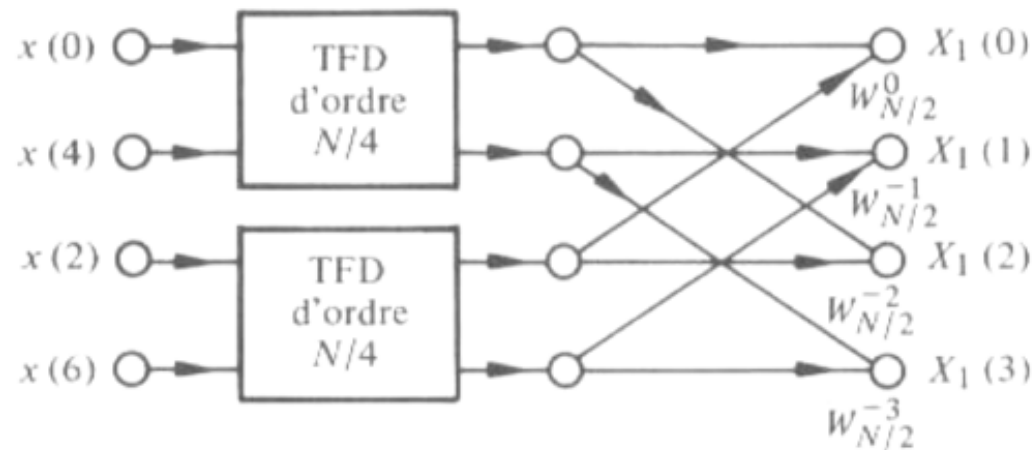 x (0)
TFD
d'ordre
N/4
X₁ (0)
W⁰_{N/2}
x (4)
X₁ (1)
W⁻¹_{N/2}
x (2)
TFD
d'ordre
N/4
X₁ (2)
W⁻²_{N/2}
x (6)
X₁ (3)
W⁻³_{N/2}